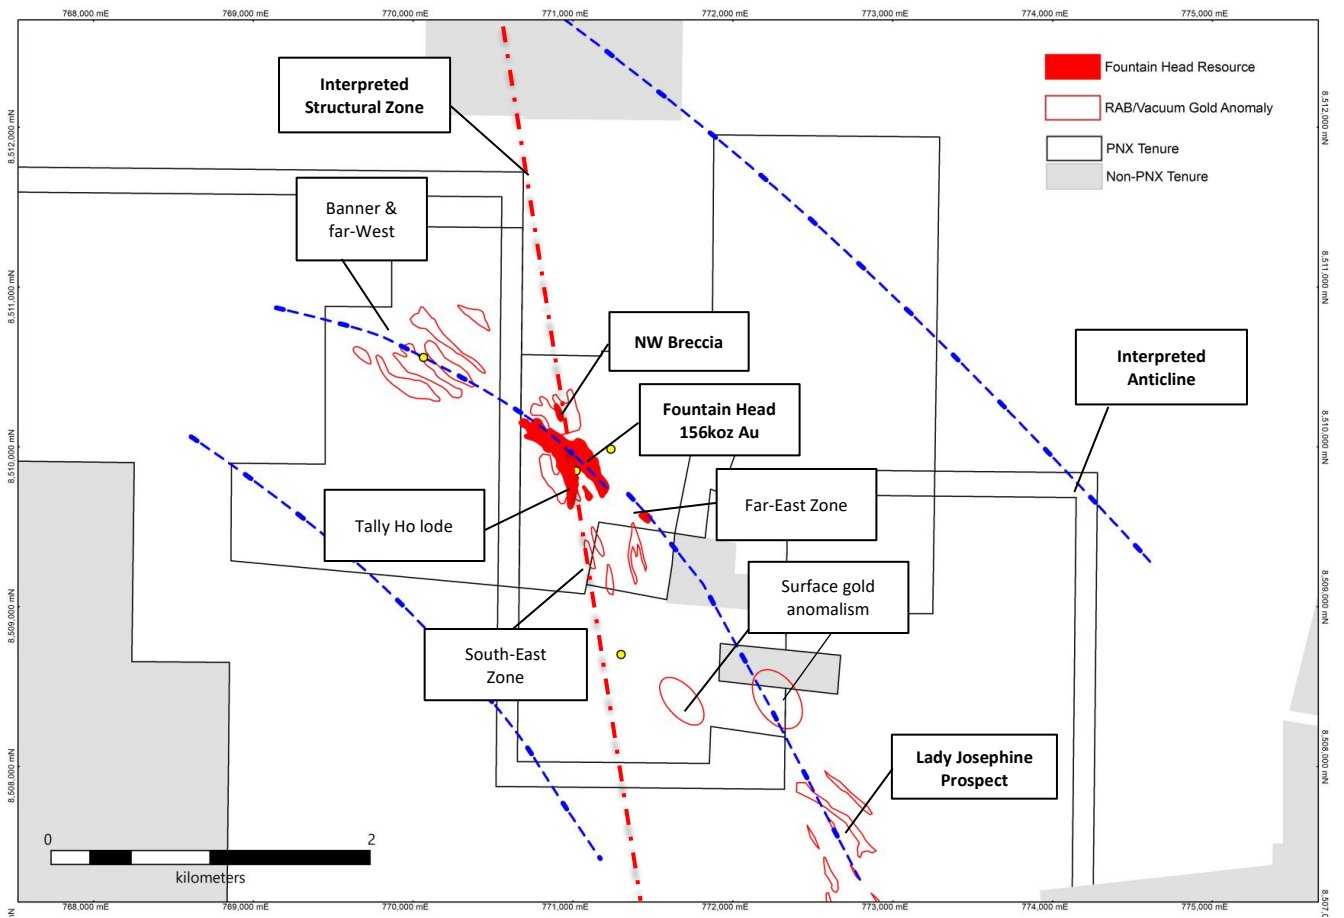 768,000 mE
769,000 mE
770,000 mE
771,000 mE
772,000 mE
773,000 mE
774,000 mE
775,000 mE
Fountain Head Resource
RAB/Vacuum Gold Anomaly
PNX Tenure
Non-PNX Tenure
Interpreted
Structural Zone
8,512,000 mN
8,512,000 mN
Banner &
far-West
8,511,000 mN
8,511,000 mN
NW Breccia
Interpreted
Anticline
Fountain Head
156koz Au
8,510,000 mN
8,510,000 mN
Tally Ho lode
Far-East Zone
Surface gold
anomalism
8,509,000 mN
8,509,000 mN
South-East
Zone
8,508,000 mN
8,508,000 mN
Lady Josephine
Prospect
0
2
kilometers
8,507,0
768,000 mE
769,000 mE
770,000 mE
771,000 mE
772,000 mE
773,000 mE
774,000 mE
775,000 mE